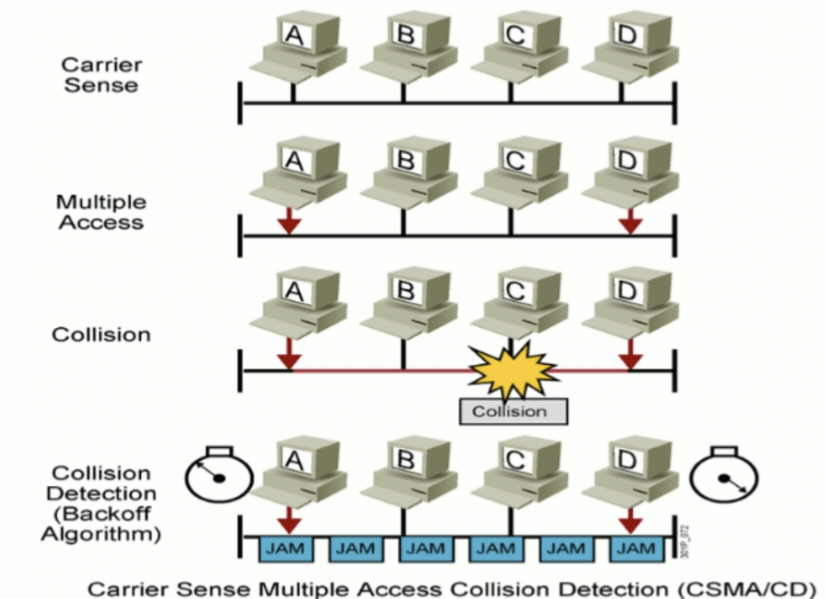 A B C D
Carrier
Sense
A B C D
Multiple
Access
A B C D
Collision
Collision
A B C D
Collision
Detection
(Backoff
Algorithm)
JAM JAM JAM JAM JAM JAM
301P_072
Carrier Sense Multiple Access Collision Detection (CSMA/CD)